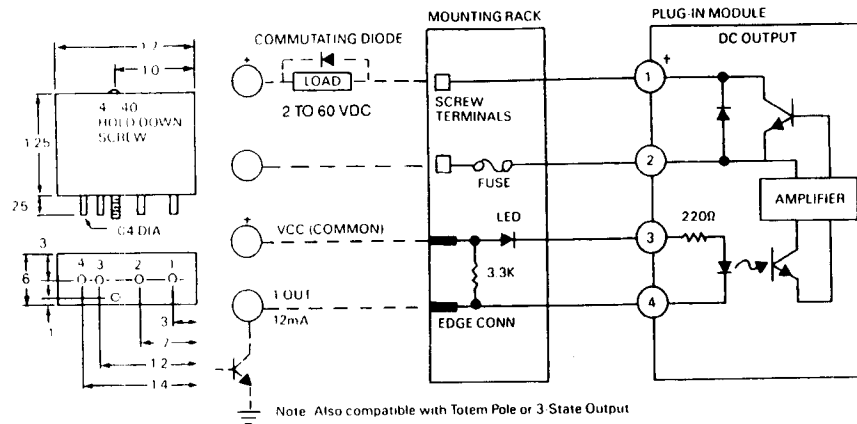 MOUNTING RACK
PLUG-IN MODULE
DC OUTPUT
1.7
1.0
COMMUTATING DIODE
+
LOAD
2 TO 60 VDC
SCREW
TERMINALS
1
+
4 40
HOLD DOWN
SCREW
1.25
25
FUSE
2
AMPLIFIER
G4 DIA
+
VCC (COMMON)
LED
3
220Ω
3.3K
3
6
1
4 3 2 1
1 OUT
12mA
EDGE CONN
4
3
7
1 2
1 4
Note Also compatible with Totem Pole or 3-State Output